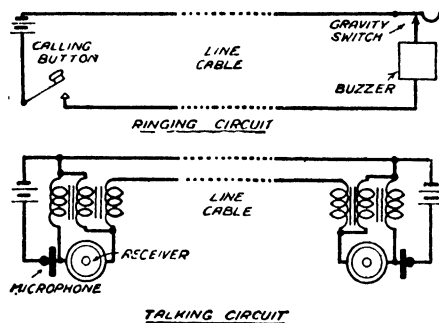 GRAVITY
SWITCH
CALLING
BUTTON
LINE
CABLE
BUZZER
RINGING CIRCUIT
LINE
CABLE
RECEIVER
MICROPHONE
TALKING CIRCUIT